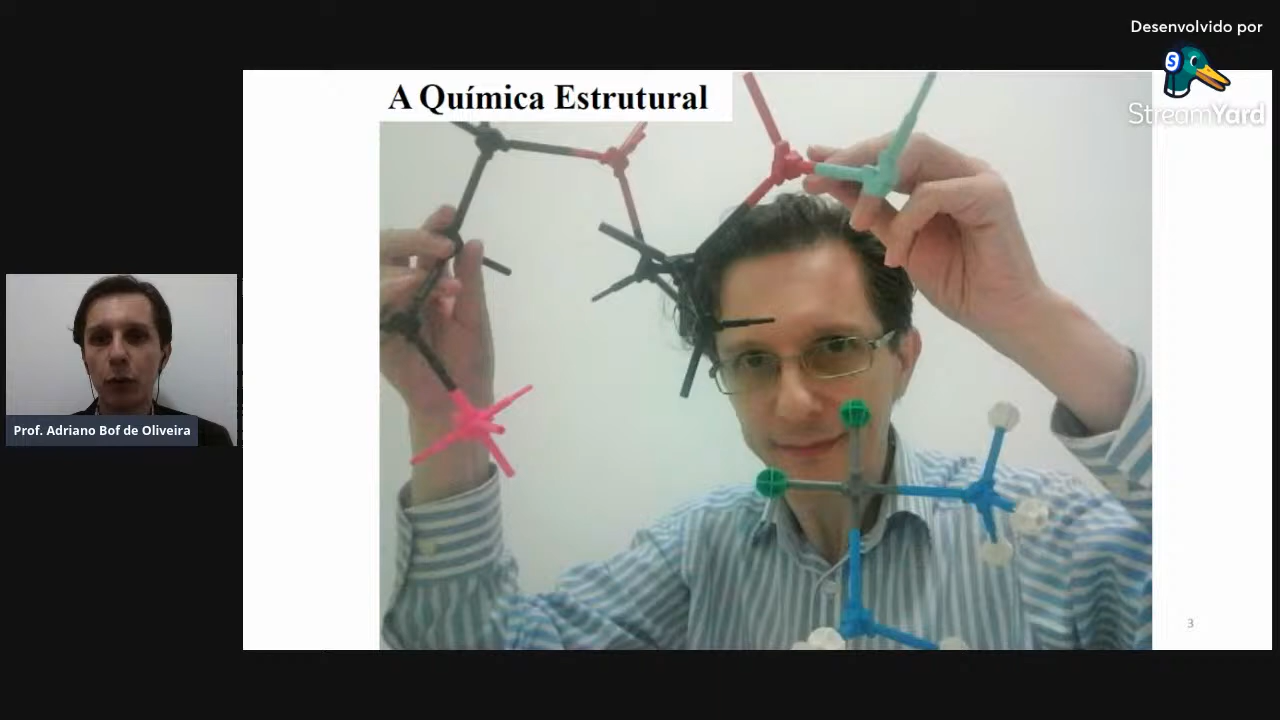 Desenvolvido por
StreamYard
A Química Estrutural
Prof. Adriano Bof de Oliveira
3